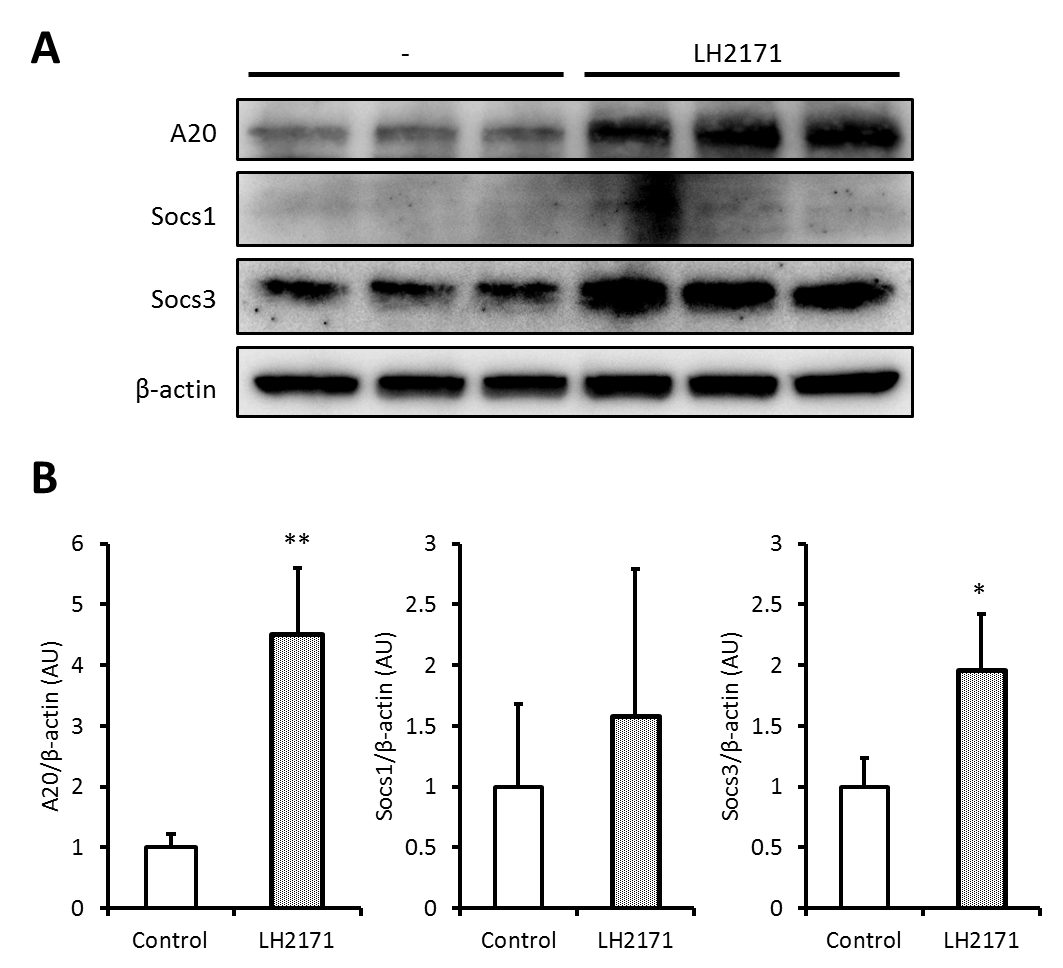 A
- LH2171
A20
Socs1
Socs3
β-actin
B
A20/β-actin (AU)
6
5
4
3
2
1
0
**
Control LH2171
Socs1/β-actin (AU)
3
2.5
2
1.5
1
0.5
0
Control LH2171
Socs3/β-actin (AU)
3
2.5
2
1.5
1
0.5
0
*
Control LH2171